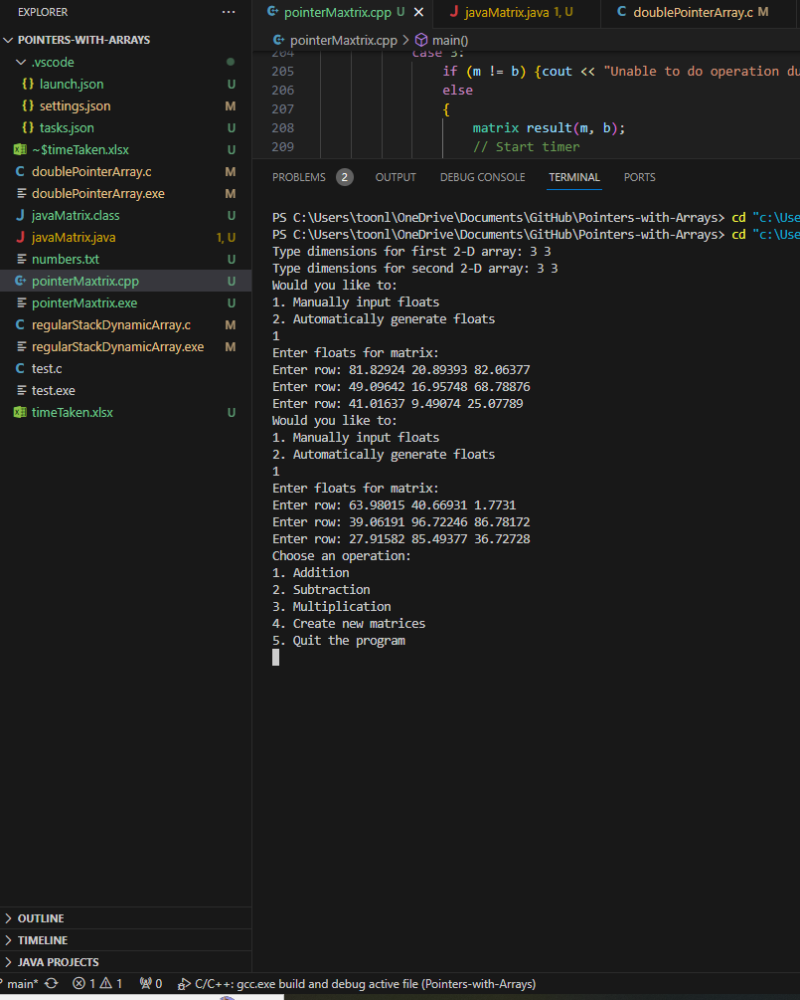 EXPLORER ...
POINTERS-WITH-ARRAYS
.vscode
{} launch.json U
{} settings.json M
{} tasks.json U
~$timeTaken.xlsx U
C doublePointerArray.c M
doublePointerArray.exe M
J javaMatrix.class U
J javaMatrix.java 1, U
numbers.txt U
pointerMaxtrix.cpp U
pointerMaxtrix.exe U
C regularStackDynamicArray.c M
regularStackDynamicArray.exe M
C test.c
test.exe
timeTaken.xlsx U
OUTLINE
TIMELINE
JAVA PROJECTS
pointerMaxtrix.cpp U J javaMatrix.java 1, U C doublePointerArray.c M
pointerMaxtrix.cpp > main()
204 case 3:
205 if (m != b) {cout << "Unable to do operation du
206 else
207 {
208 matrix result(m, b);
209 // Start timer
PROBLEMS 2 OUTPUT DEBUG CONSOLE TERMINAL PORTS
PS C:\Users\toonl\OneDrive\Documents\GitHub\Pointers-with-Arrays> cd "c:\Use
PS C:\Users\toonl\OneDrive\Documents\GitHub\Pointers-with-Arrays> cd "c:\Use
Type dimensions for first 2-D array: 3 3
Type dimensions for second 2-D array: 3 3
Would you like to:
1. Manually input floats
2. Automatically generate floats
1
Enter floats for matrix:
Enter row: 81.82924 20.89393 82.06377
Enter row: 49.09642 16.95748 68.78876
Enter row: 41.01637 9.49074 25.07789
Would you like to:
1. Manually input floats
2. Automatically generate floats
1
Enter floats for matrix:
Enter row: 63.98015 40.66931 1.7731
Enter row: 39.06191 96.72246 86.78172
Enter row: 27.91582 85.49377 36.72728
Choose an operation:
1. Addition
2. Subtraction
3. Multiplication
4. Create new matrices
5. Quit the program
main* 1 1 0 C/C++: gcc.exe build and debug active file (Pointers-with-Arrays)